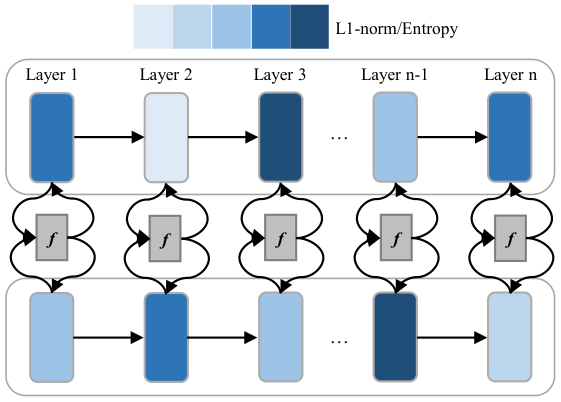 L1-norm/Entropy
Layer 1 Layer 2 Layer 3 Layer n-1 Layer n
...
f f f f f
...